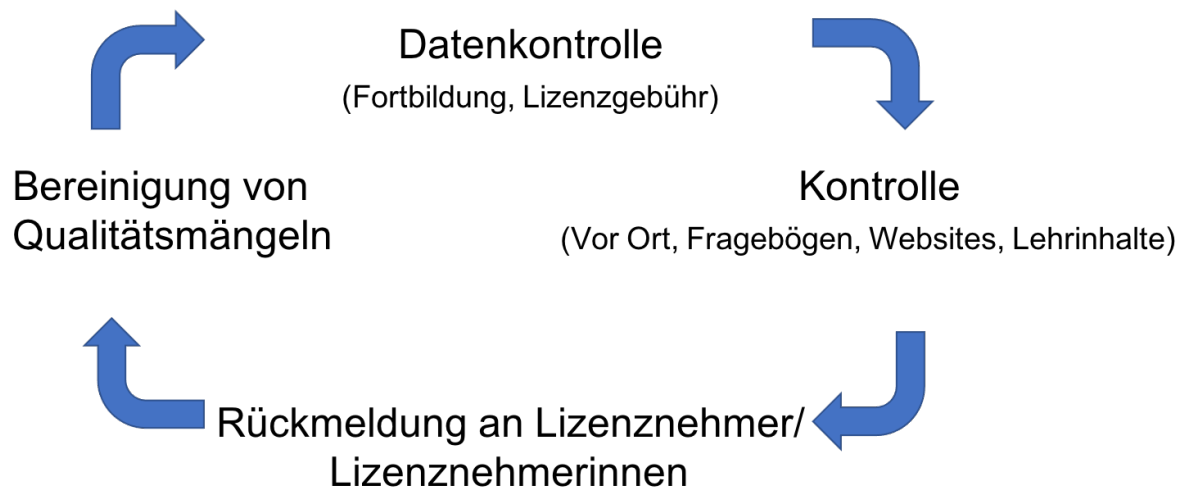 Datenkontrolle
(Fortbildung, Lizenzgebühr)
Kontrolle
(Vor Ort, Fragebögen, Websites, Lehrinhalte)
Rückmeldung an Lizenznehmer/
Lizenznehmerinnen
Bereinigung von
Qualitätsmängeln